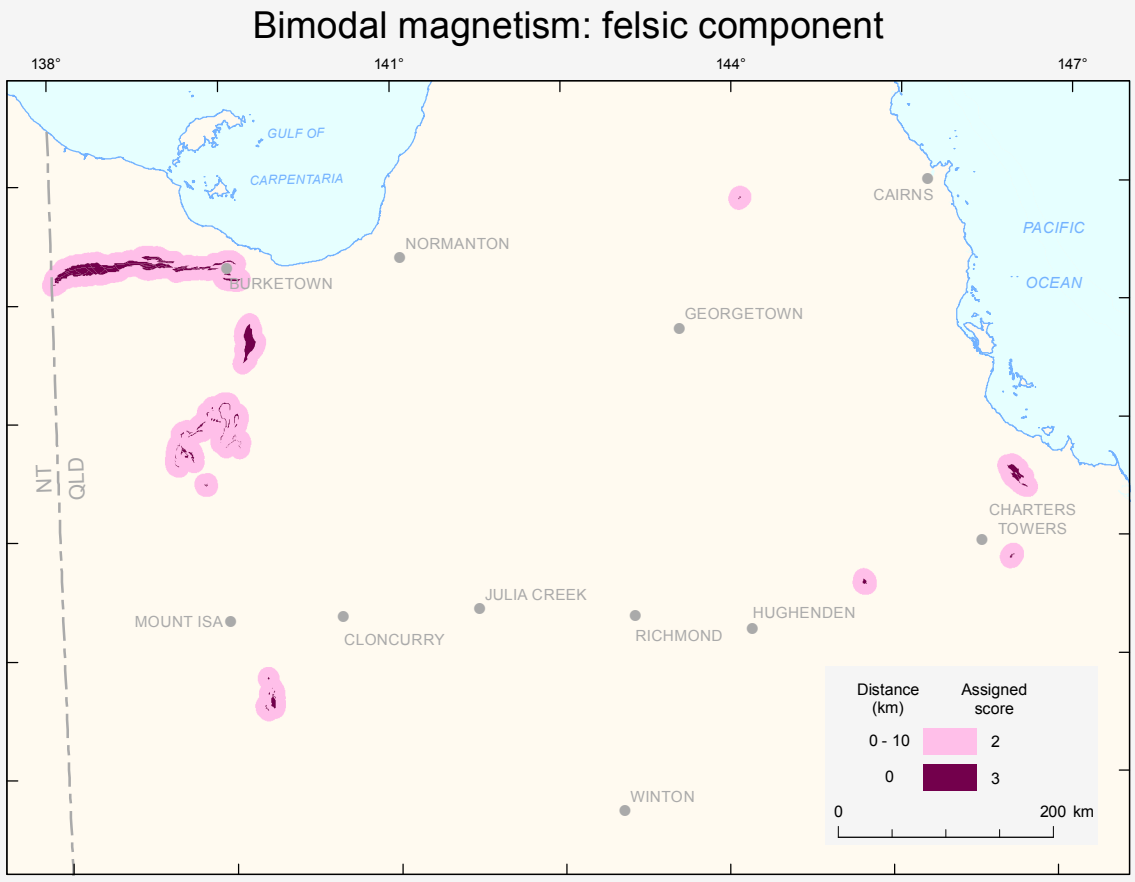 Bimodal magnetism: felsic component
138°
141°
144°
147°
GULF OF
CARPENTARIA
CAIRNS
PACIFIC
OCEAN
NORMANTON
BURKETOWN
GEORGETOWN
NT
QLD
CHARTERS
TOWERS
JULIA CREEK
MOUNT ISA
CLONCURRY
RICHMOND
HUGHENDEN
WINTON
Distance
(km)
Assigned
score
0 - 10
2
0
3
0
200 km